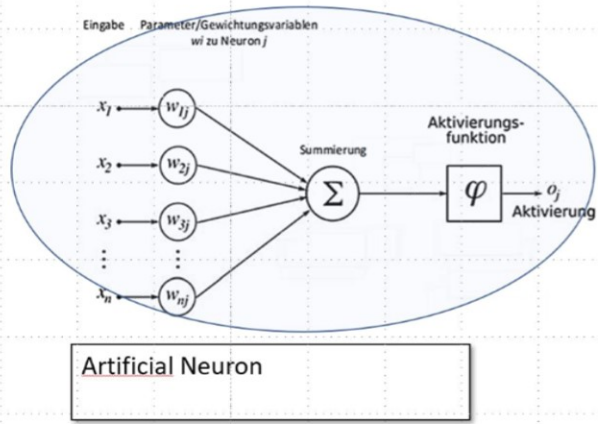 Eingabe Parameter/Gewichtungsvariablen
wi zu Neuron j
x1 w1j
x2 w2j
x3 w3j
⋮ ⋮
xn wnj
Summierung
Σ
Aktivierungs-
funktion
φ
oj
Aktivierung
Artificial Neuron